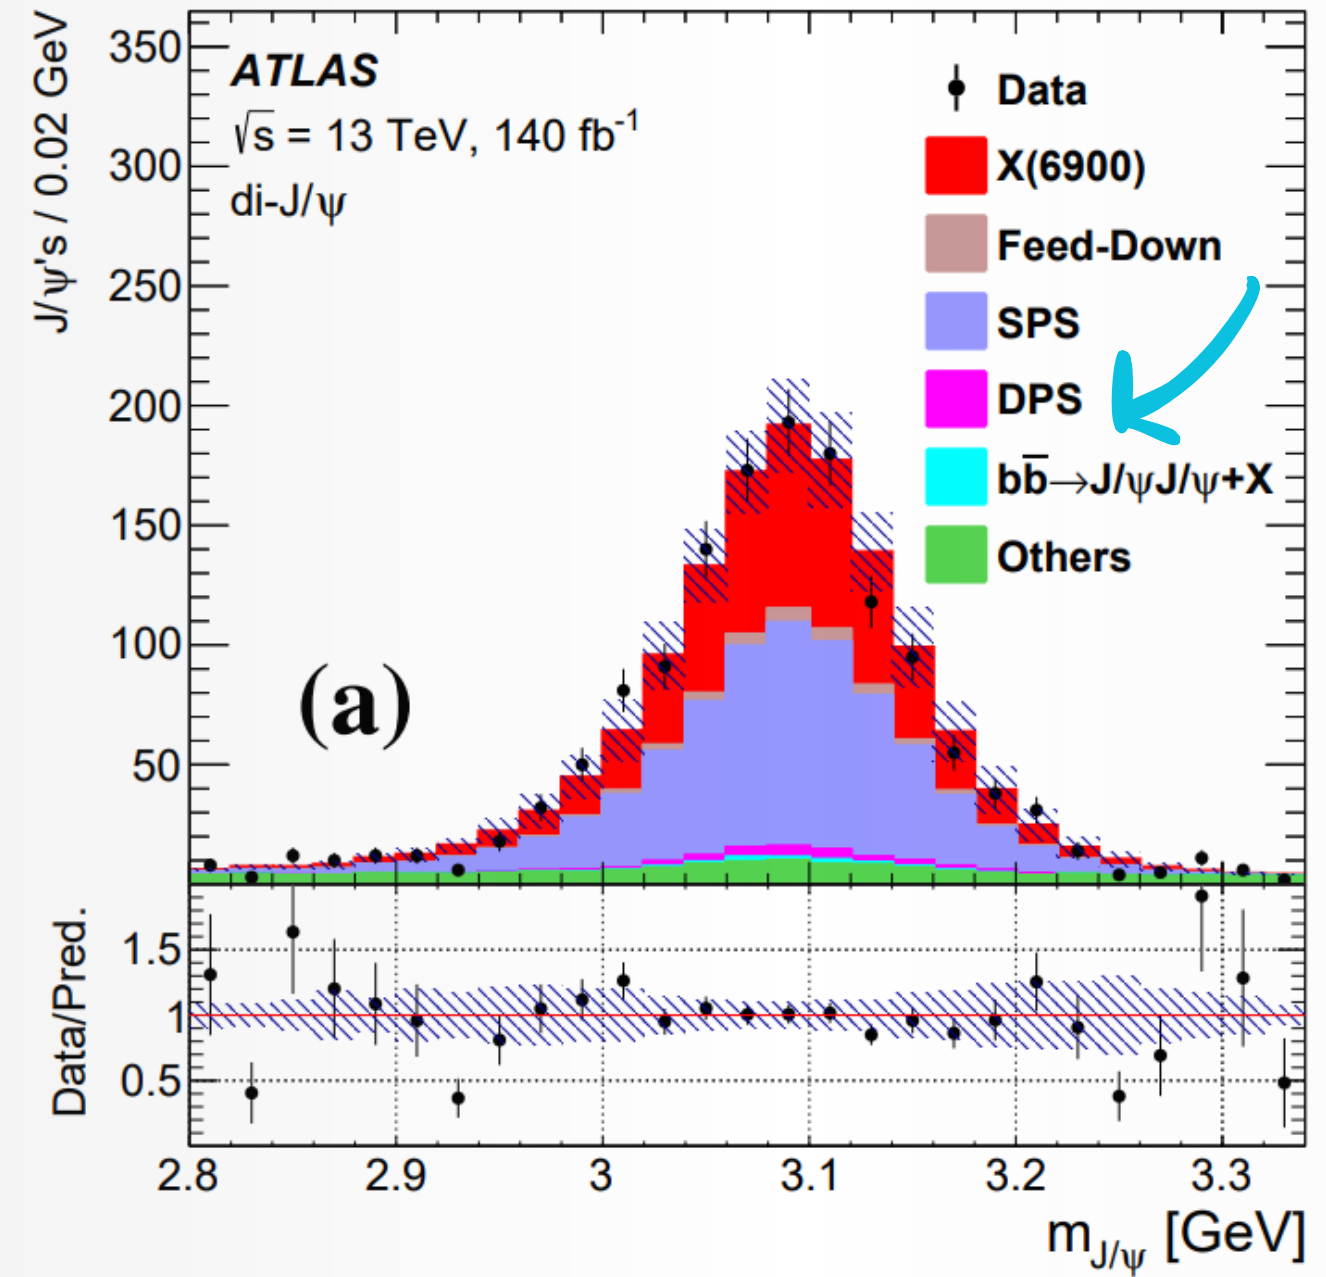 J/ψ's / 0.02 GeV
350
300
250
200
150
100
50
ATLAS
√s = 13 TeV, 140 fb⁻¹
di-J/ψ
Data
X(6900)
Feed-Down
SPS
DPS
bb̅→J/ψJ/ψ+X
Others
(a)
Data/Pred.
1.5
1
0.5
2.8 2.9 3 3.1 3.2 3.3
m_J/ψ [GeV]